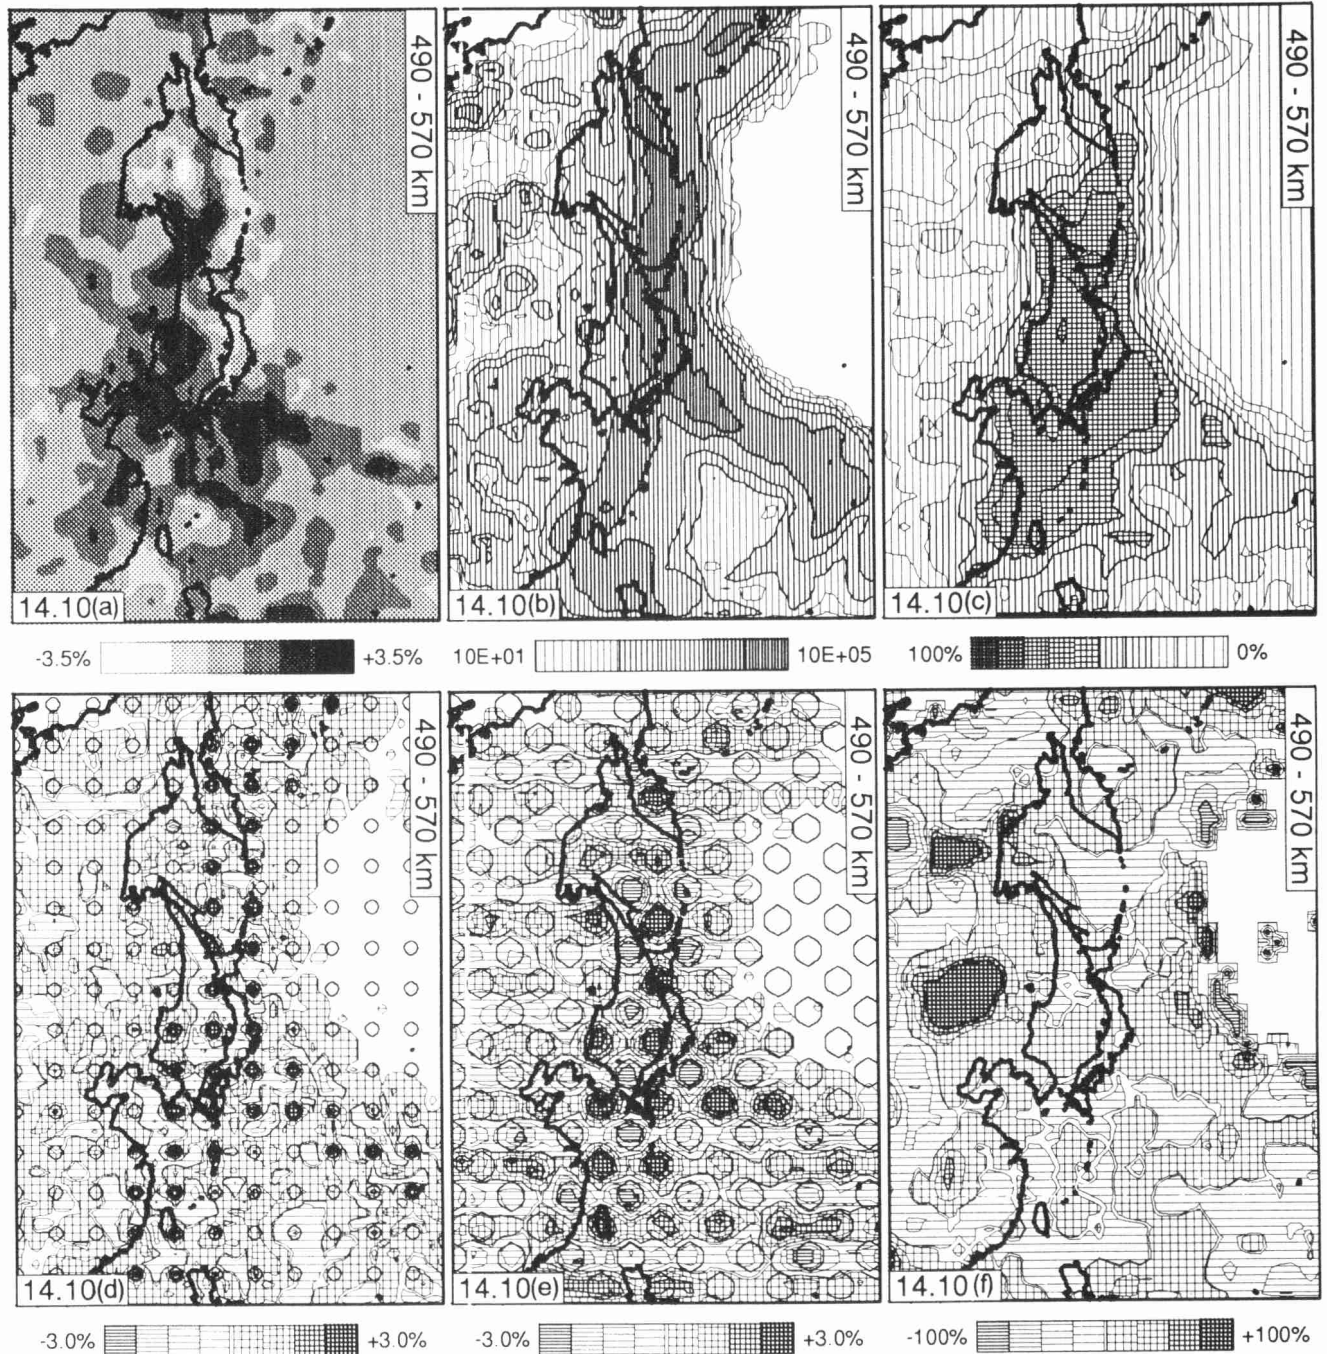 490 - 570 km
490 - 570 km
490 - 570 km
14.10(a)
14.10(b)
14.10(c)
-3.5% +3.5%
10E+01 10E+05
100% 0%
490 - 570 km
490 - 570 km
490 - 570 km
14.10(d)
14.10(e)
14.10(f)
-3.0% +3.0%
-3.0% +3.0%
-100% +100%